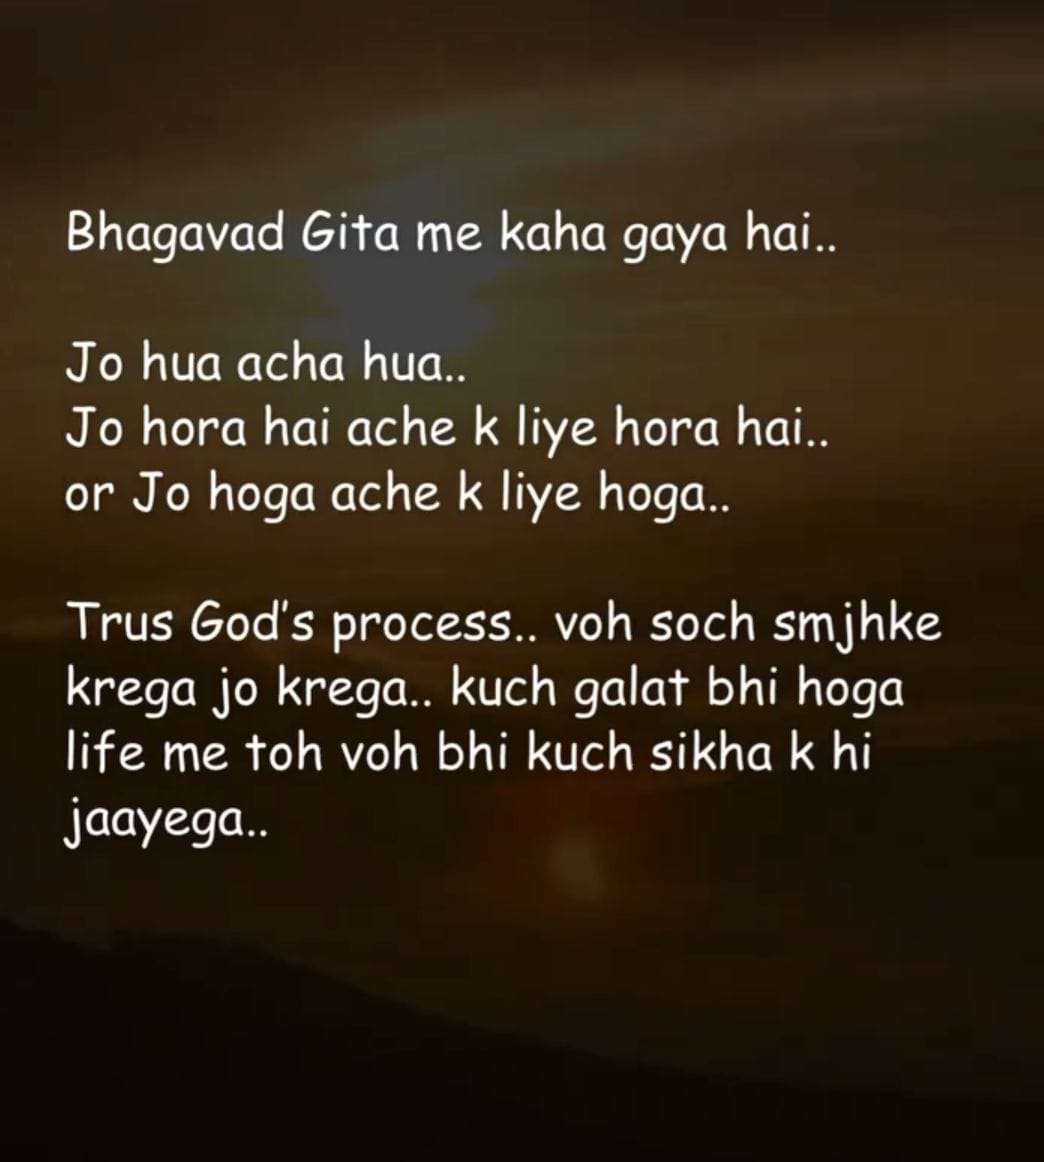 Bhagavad Gita me kaha gaya hai..
Jo hua acha hua..
Jo hora hai ache k liye hora hai..
or Jo hoga ache k liye hoga..
Trus God's process.. voh soch smjhke
krega jo krega.. kuch galat bhi hoga
life me toh voh bhi kuch sikha k hi
jaayega..